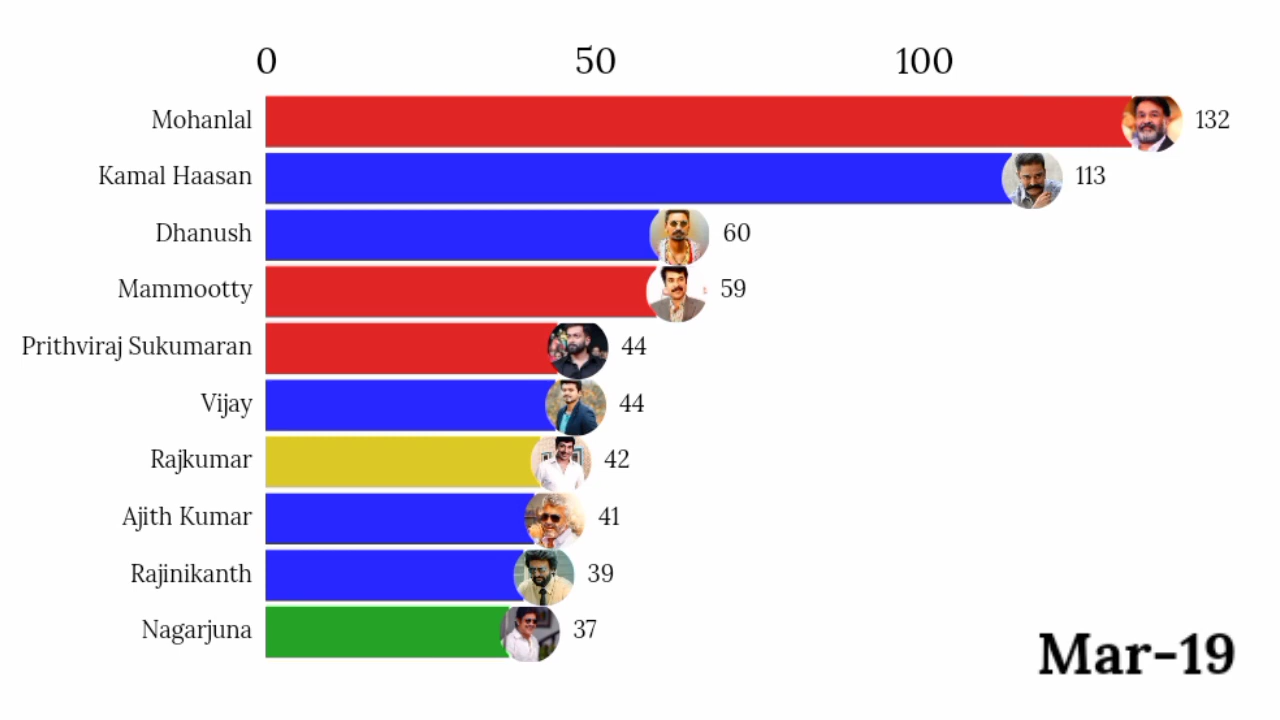 0 50 100
Mohanlal 132
Kamal Haasan 113
Dhanush 60
Mammootty 59
Prithviraj Sukumaran 44
Vijay 44
Rajkumar 42
Ajith Kumar 41
Rajinikanth 39
Nagarjuna 37
Mar-19